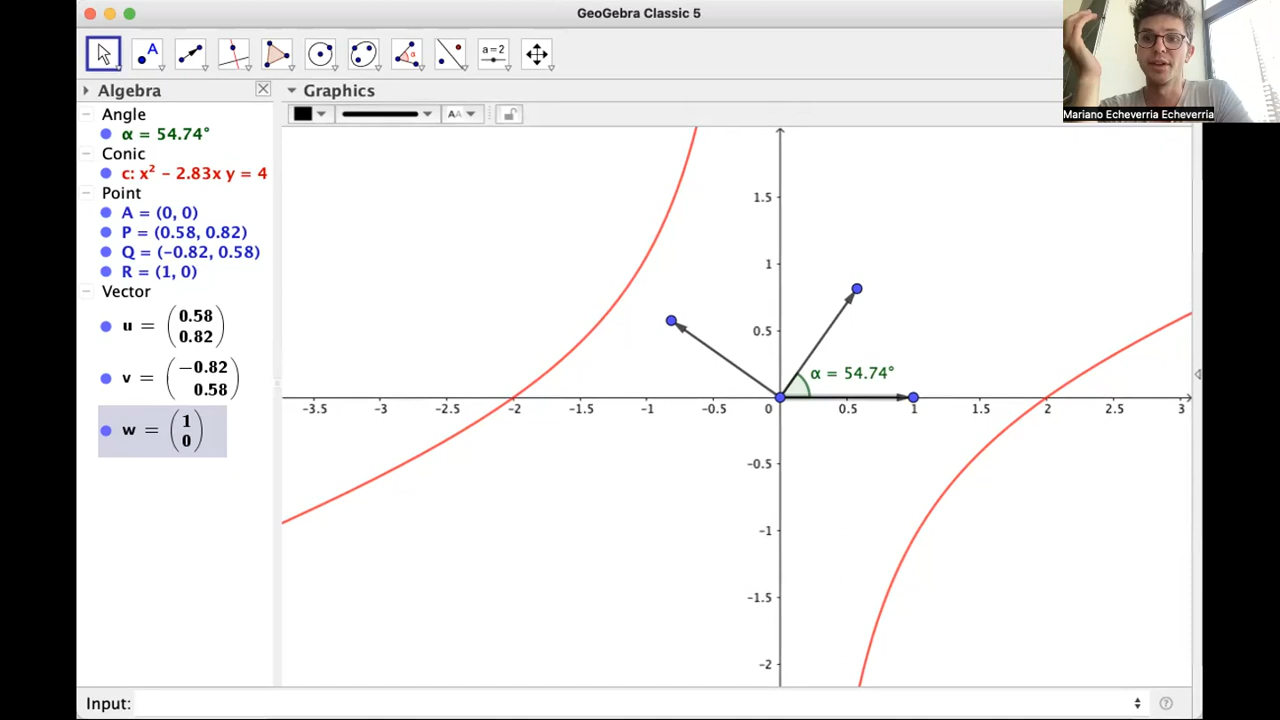 GeoGebra Classic 5
A
α
a=2
Algebra
Graphics
AA
Mariano Echeverria Echeverria
Angle
α = 54.74°
Conic
c: x² − 2.83x y = 4
Point
A = (0, 0)
P = (0.58, 0.82)
Q = (−0.82, 0.58)
R = (1, 0)
Vector
u = (0.58
0.82)
v = (−0.82
0.58)
w = (1
0)
1.5
1
0.5
α = 54.74°
-3.5 -3 -2.5 -2 -1.5 -1 -0.5 0 0.5 1 1.5 2 2.5 3
-0.5
-1
-1.5
-2
Input:
?